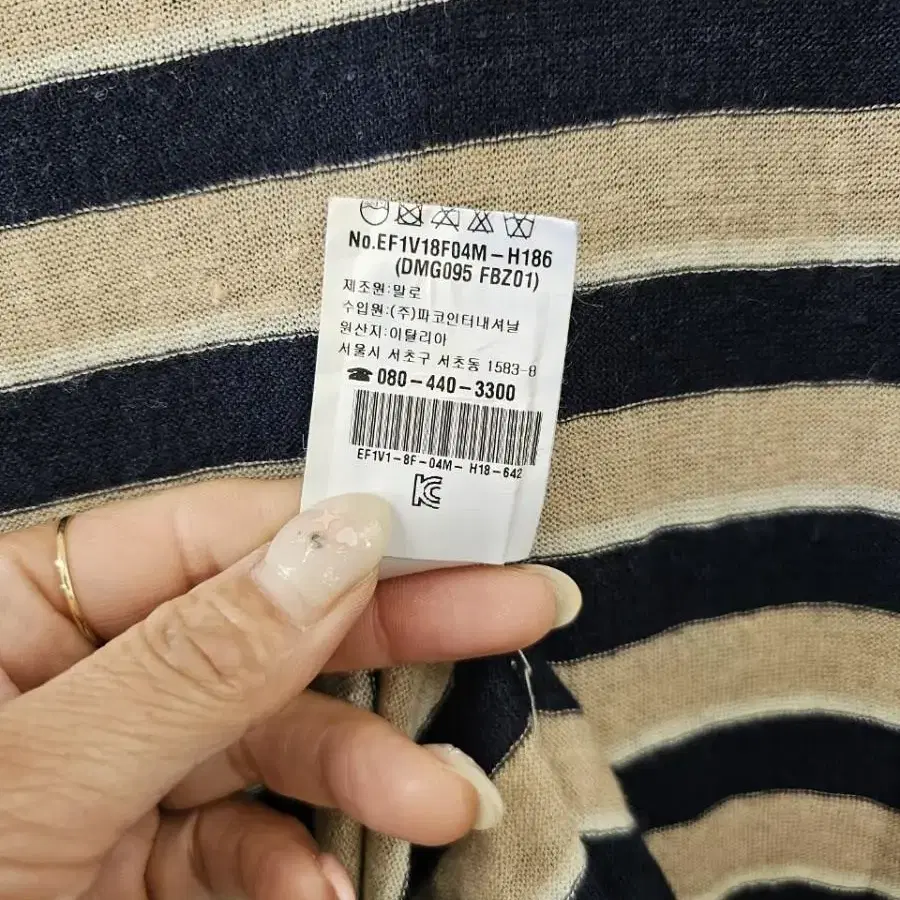 No.EF1V18F04M-H186
(DMG095 FBZ01)
제조원:말로
수입원:(주)파코인터내셔날
원산지:이탈리아
서울시 서초구 서초동 1583-8
☎ 080-440-3300
EF1V1-8F-04M-H18-642
KC